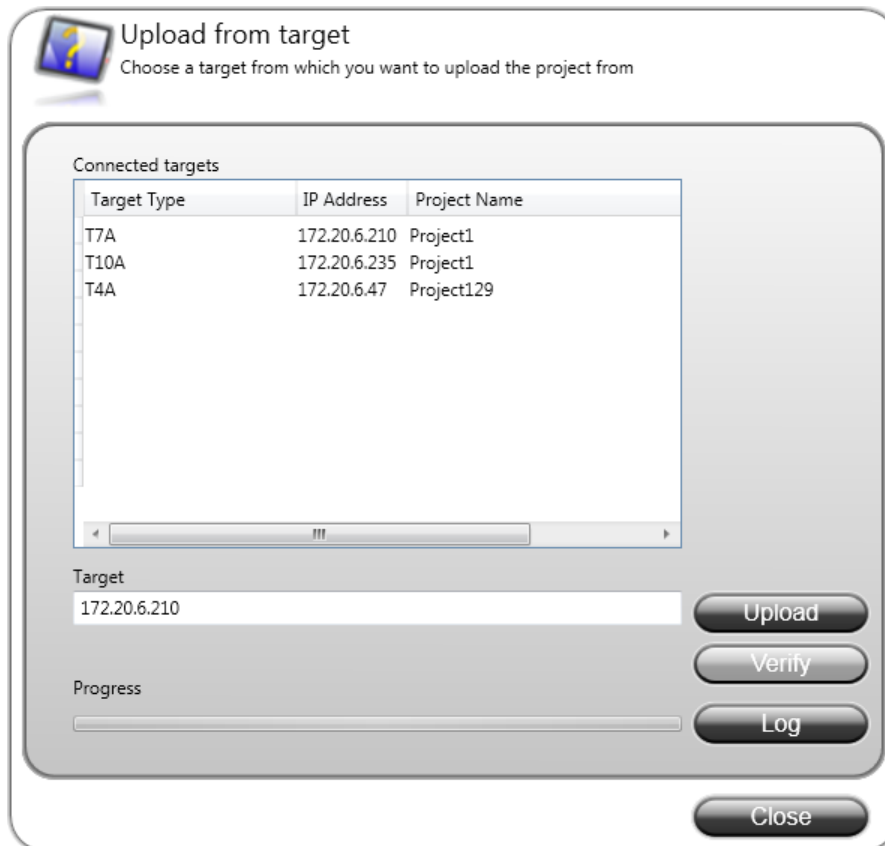 Upload from target
Choose a target from which you want to upload the project from
Connected targets
Target Type IP Address Project Name
T7A 172.20.6.210 Project1
T10A 172.20.6.235 Project1
T4A 172.20.6.47 Project129
Target
172.20.6.210
Upload
Verify
Progress
Log
Close